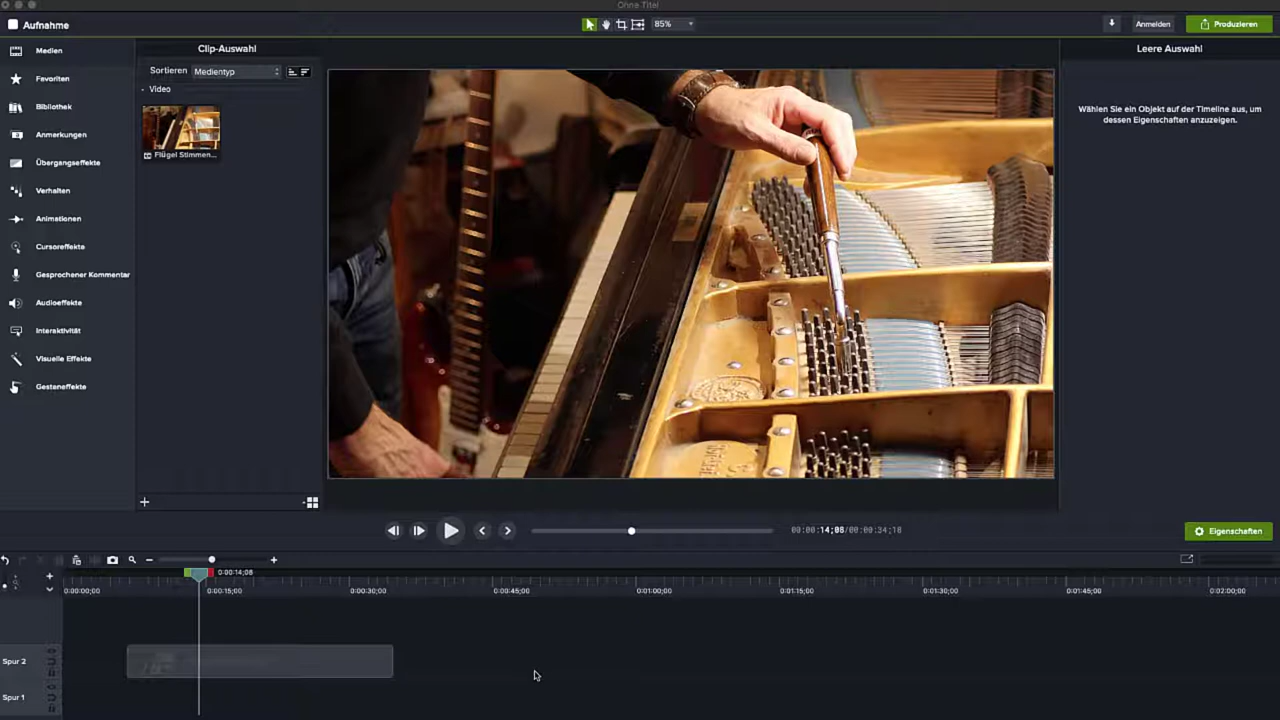 Ohne Titel
Aufnahme
85%
Anmelden
Produzieren
Medien
Favoriten
Bibliothek
Anmerkungen
Übergangseffekte
Verhalten
Animationen
Cursoreffekte
Gesprochener Kommentar
Audioeffekte
Interaktivität
Visuelle Effekte
Gesteneffekte
Clip-Auswahl
Sortieren Medientyp
Video
Flügel Stimmen...
Leere Auswahl
Wählen Sie ein Objekt auf der Timeline aus, um
dessen Eigenschaften anzuzeigen.
00:00:14;08/00:00:34;18
Eigenschaften
0:00:14;08
0:00:00;00 0:00:15;00 0:00:30;00 0:00:45;00 0:01:00;00 0:01:15;00 0:01:30;00 0:01:45;00 0:02:00;00
Spur 2
Spur 1